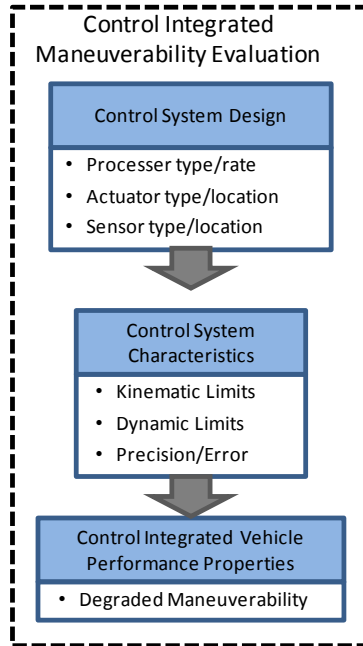 Control Integrated
Maneuverability Evaluation
Control System Design
• Processer type/rate
• Actuator type/location
• Sensor type/location
Control System
Characteristics
• Kinematic Limits
• Dynamic Limits
• Precision/Error
Control Integrated Vehicle
Performance Properties
• Degraded Maneuverability